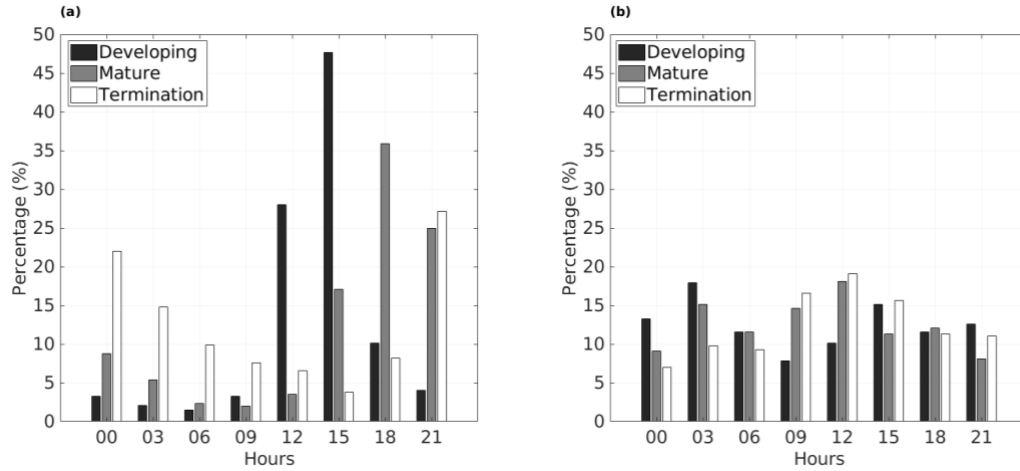 (a)
50
45
40
35
30
25
20
15
10
5
0
Percentage (%)
Developing
Mature
Termination
00 03 06 09 12 15 18 21
Hours
(b)
50
45
40
35
30
25
20
15
10
5
0
Percentage (%)
Developing
Mature
Termination
00 03 06 09 12 15 18 21
Hours